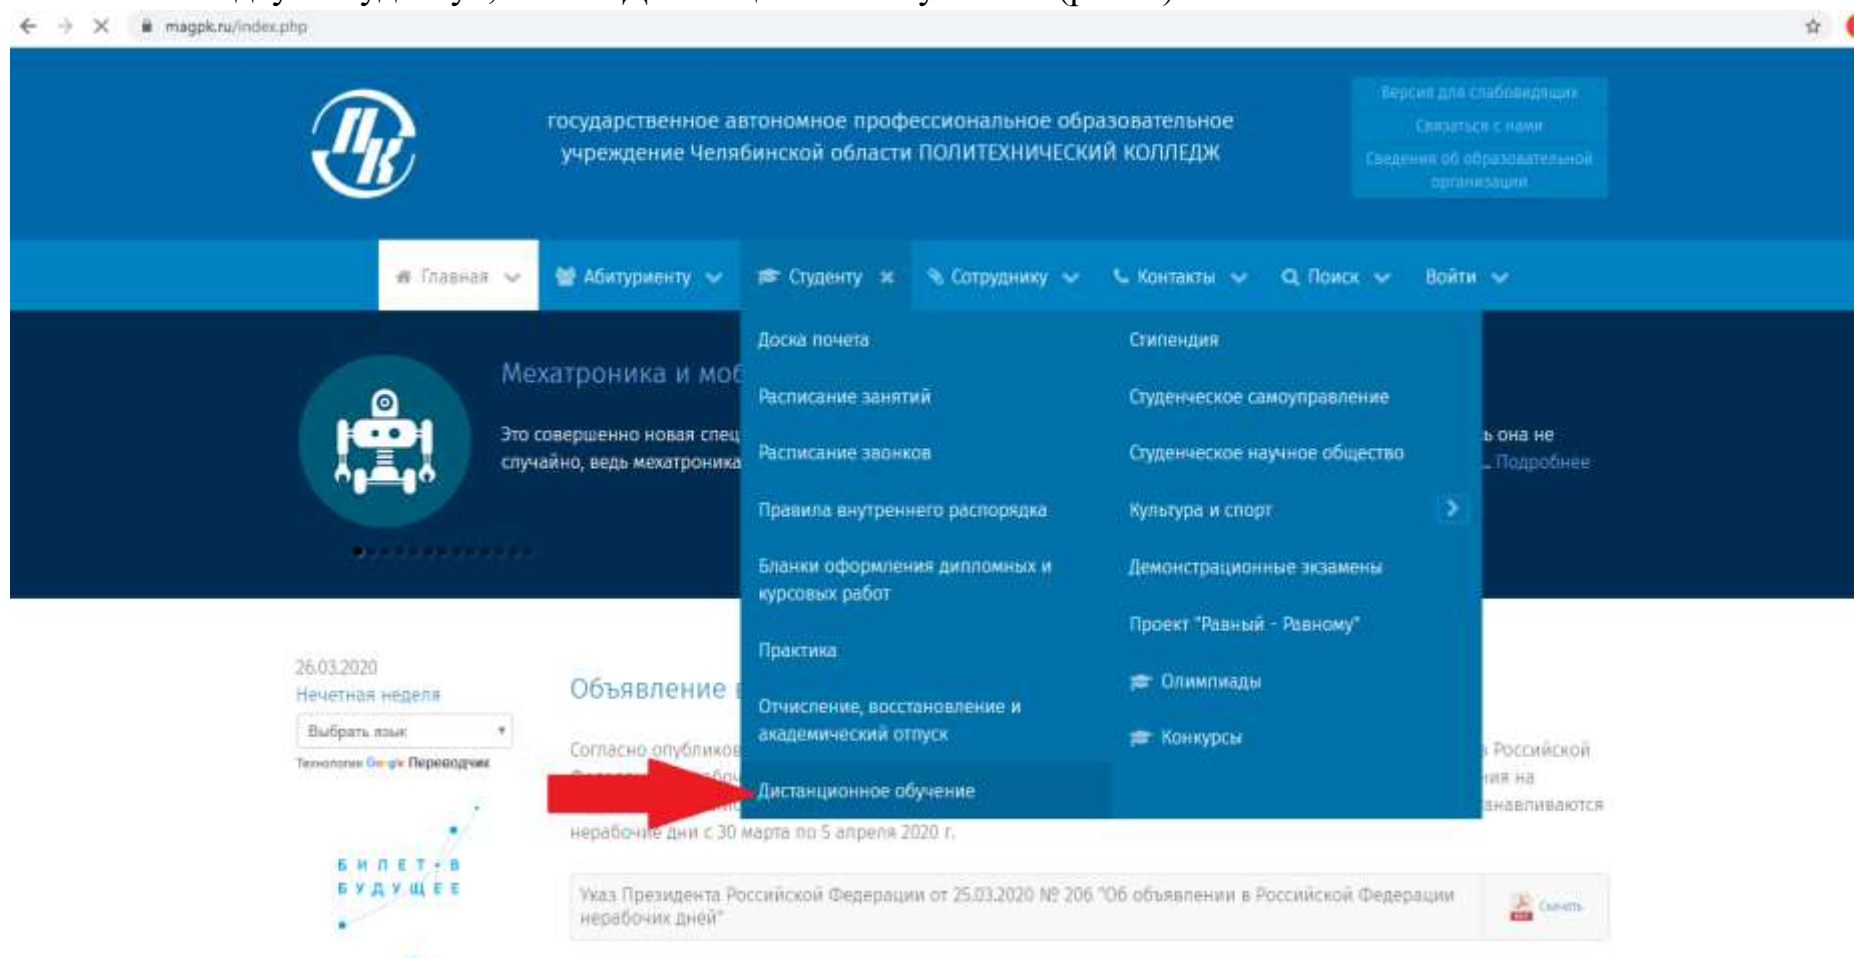 magpk.ru/index.php
ПК
государственное автономное профессиональное образовательное
учреждение Челябинской области ПОЛИТЕХНИЧЕСКИЙ КОЛЛЕДЖ
Версия для слабовидящих
Связаться с нами
Сведения об образовательной
организации
Главная
Абитуриенту
Студенту
Сотруднику
Контакты
Поиск
Войти
Доска почета
Расписание занятий
Расписание звонков
Правила внутреннего распорядка
Бланки оформления дипломных и
курсовых работ
Практика
Отчисление, восстановление и
академический отпуск
Дистанционное обучение
Стипендия
Студенческое самоуправление
Студенческое научное общество
Культура и спорт
Демонстрационные экзамены
Проект "Равный - Равному"
Олимпиады
Конкурсы
Мехатроника и моб
Это совершенно новая спец
ь она не
случайно, ведь мехатроника
... Подробнее
26.03.2020
Нечетная неделя
Выбрать язык
Технологии Google Переводчик
БИЛЕТ В
БУДУЩЕЕ
Объявление
Согласно опубликов
в Российской
ния на
анавливаются
нерабочие дни с 30 марта по 5 апреля 2020 г.
Указ Президента Российской Федерации от 25.03.2020 № 206 "Об объявлении в Российской Федерации
нерабочих дней"
Скачать